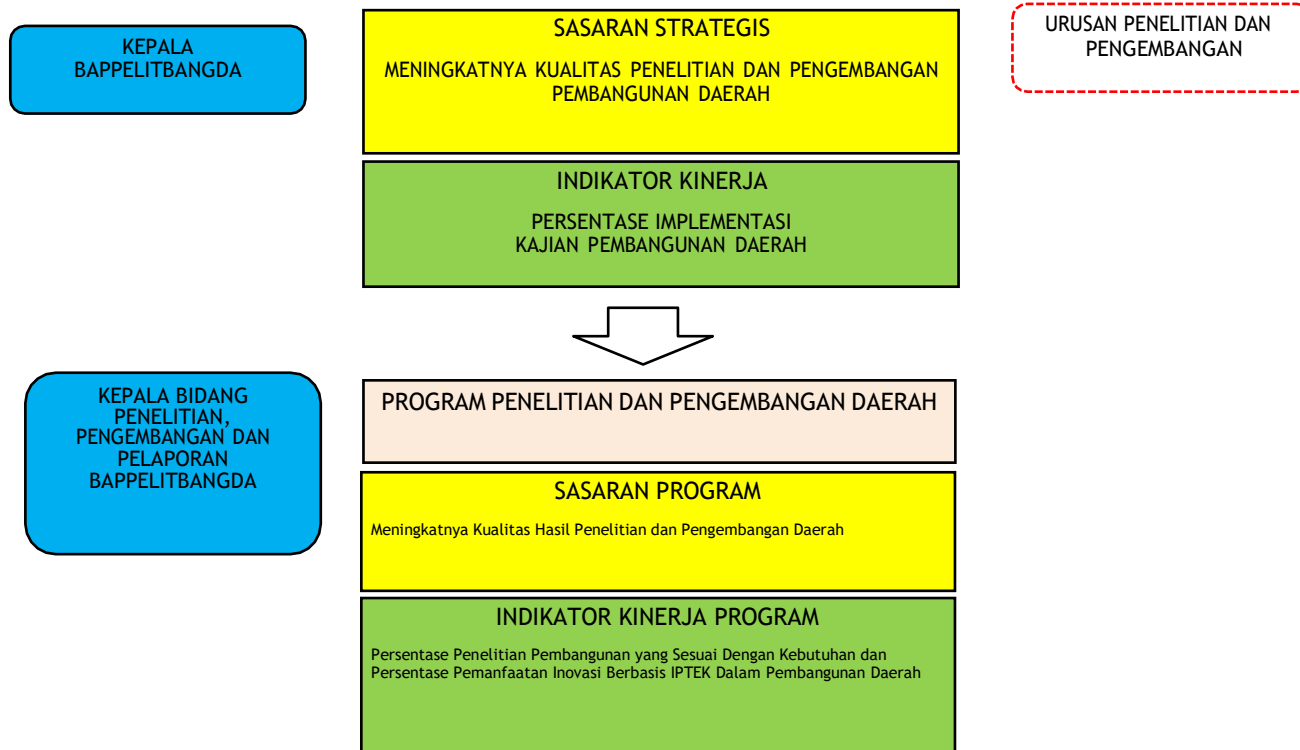 KEPALA
BAPPELITBANGDA
SASARAN STRATEGIS
MENINGKATNYA KUALITAS PENELITIAN DAN PENGEMBANGAN
PEMBANGUNAN DAERAH
URUSAN PENELITIAN DAN
PENGEMBANGAN
INDIKATOR KINERJA
PERSENTASE IMPLEMENTASI
KAJIAN PEMBANGUNAN DAERAH
KEPALA BIDANG
PENELITIAN,
PENGEMBANGAN DAN
PELAPORAN
BAPPELITBANGDA
PROGRAM PENELITIAN DAN PENGEMBANGAN DAERAH
SASARAN PROGRAM
Meningkatnya Kualitas Hasil Penelitian dan Pengembangan Daerah
INDIKATOR KINERJA PROGRAM
Persentase Penelitian Pembangunan yang Sesuai Dengan Kebutuhan dan
Persentase Pemanfaatan Inovasi Berbasis IPTEK Dalam Pembangunan Daerah